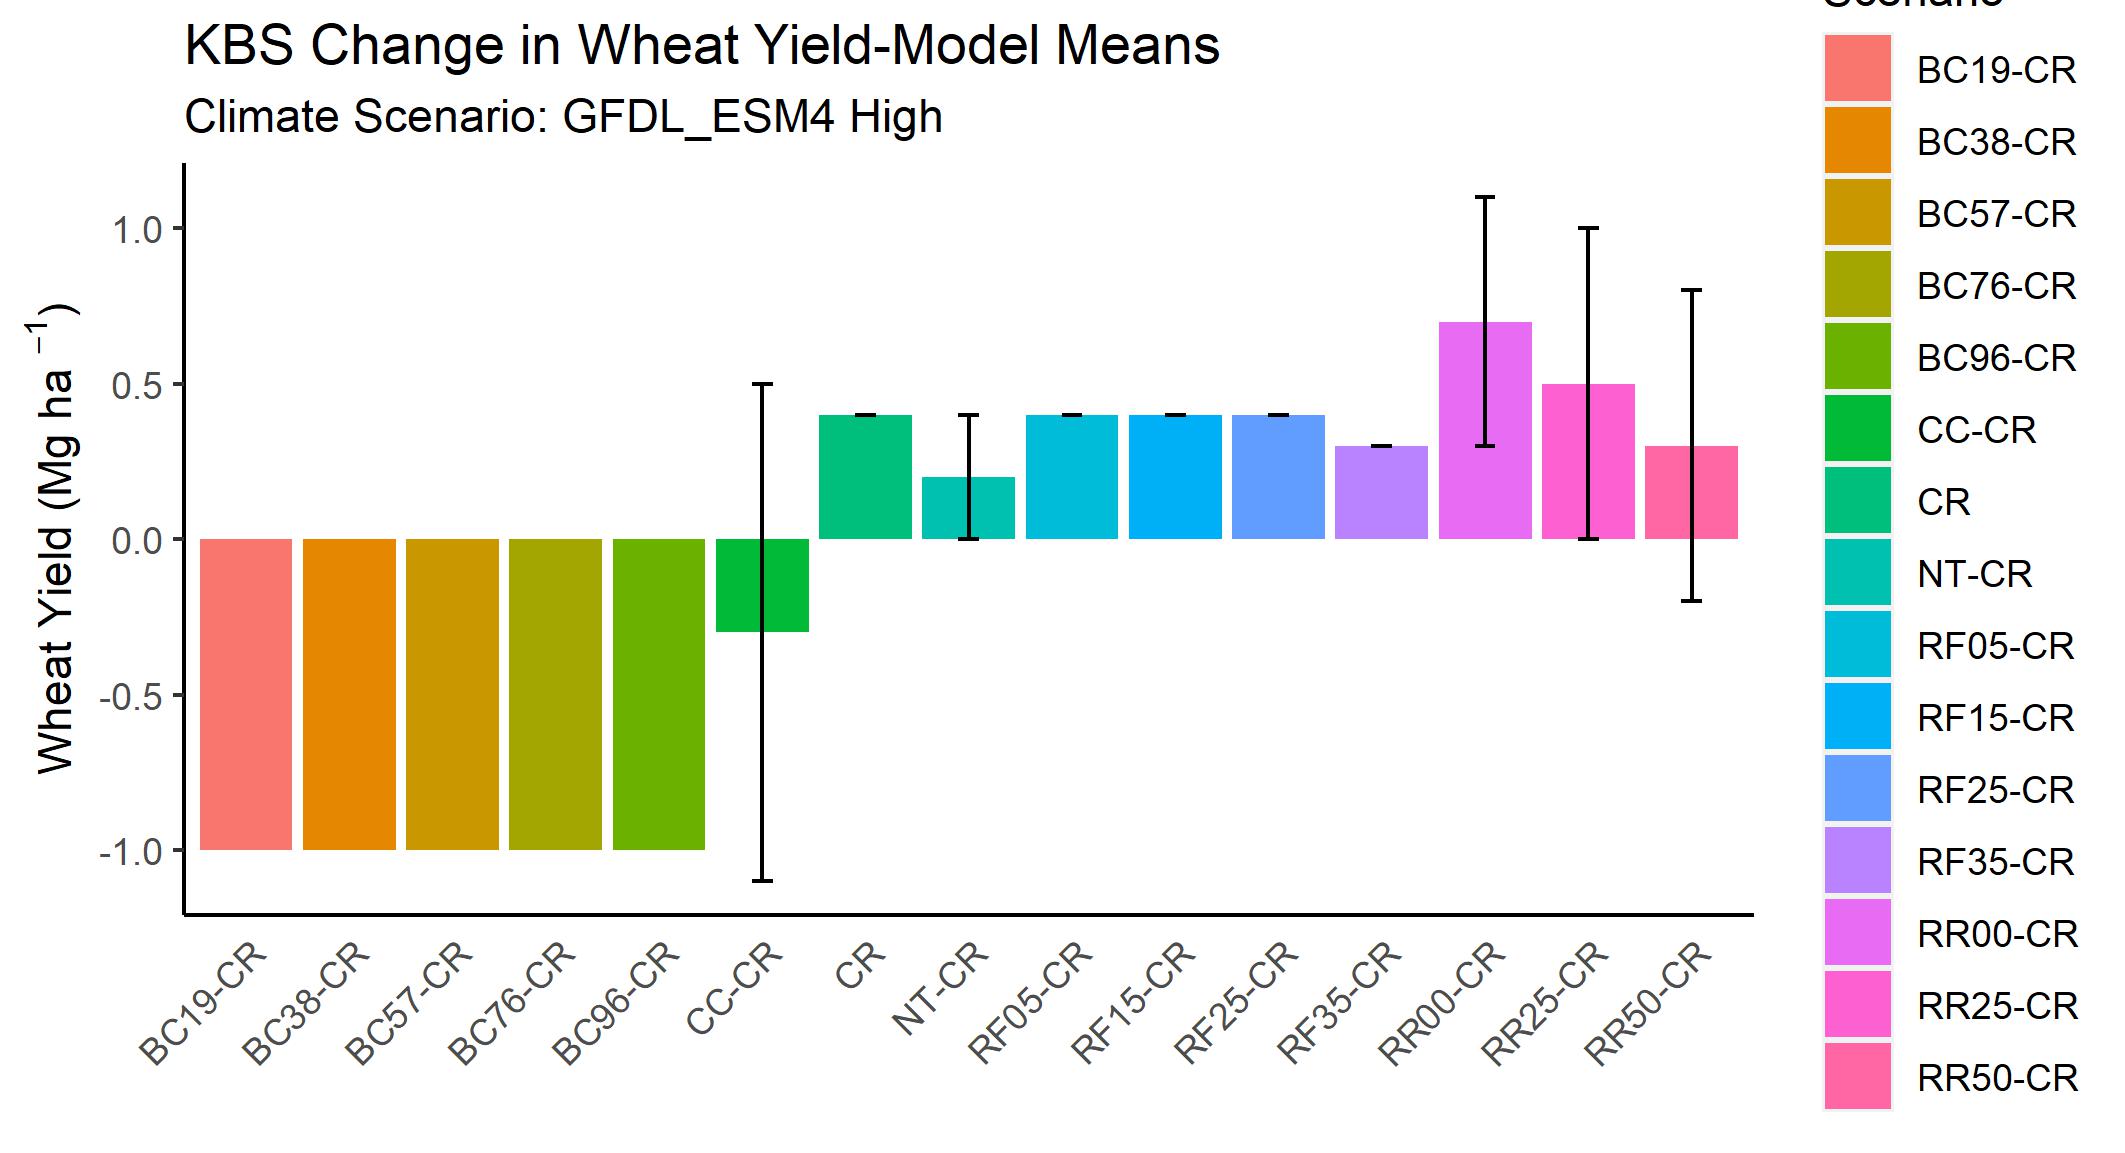 KBS Change in Wheat Yield-Model Means
Climate Scenario: GFDL_ESM4 High
Wheat Yield (Mg ha −1)
1.0
0.5
0.0
-0.5
-1.0
BC19-CR
BC38-CR
BC57-CR
BC76-CR
BC96-CR
CC-CR
CR
NT-CR
RF05-CR
RF15-CR
RF25-CR
RF35-CR
RR00-CR
RR25-CR
RR50-CR
Scenario
BC19-CR
BC38-CR
BC57-CR
BC76-CR
BC96-CR
CC-CR
CR
NT-CR
RF05-CR
RF15-CR
RF25-CR
RF35-CR
RR00-CR
RR25-CR
RR50-CR